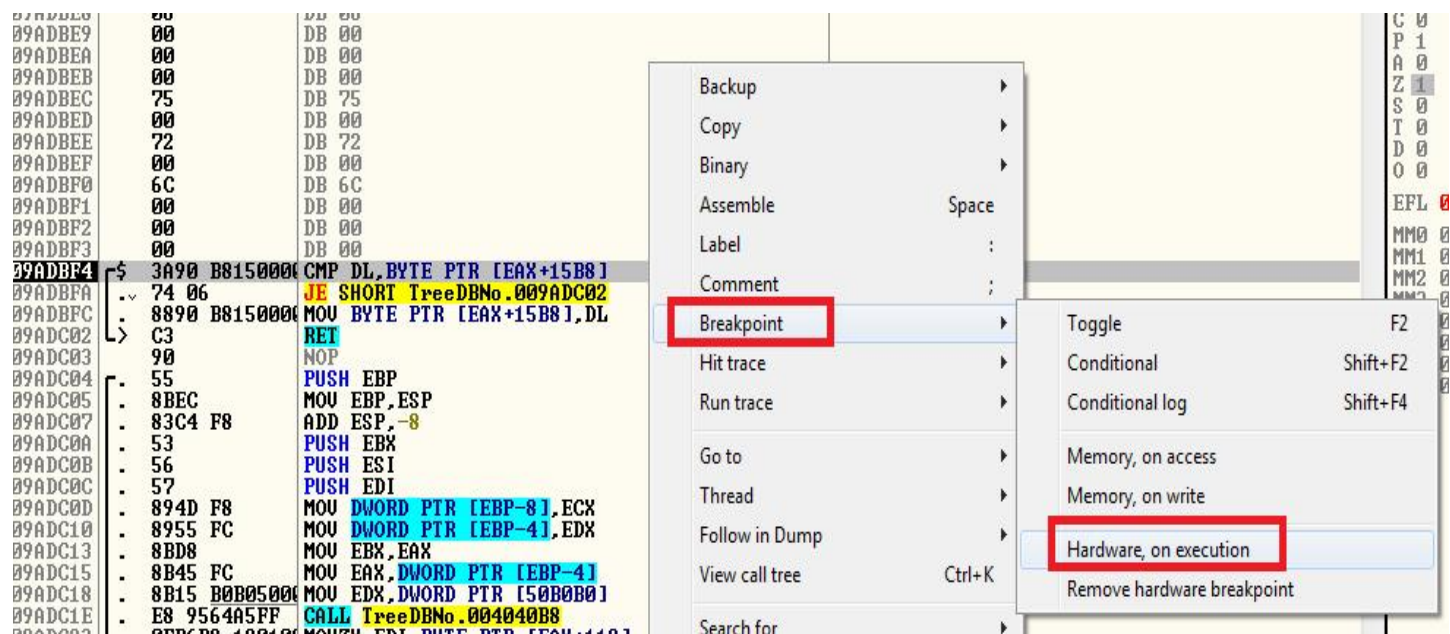 09ADBE9 00 DB 00
09ADBEA 00 DB 00
09ADBEB 00 DB 00
09ADBEC 75 DB 75
09ADBED 00 DB 00
09ADBEE 72 DB 72
09ADBEF 00 DB 00
09ADBF0 6C DB 6C
09ADBF1 00 DB 00
09ADBF2 00 DB 00
09ADBF3 00 DB 00
09ADBF4 $ 3A90 B8150000 CMP DL,BYTE PTR [EAX+15B8]
09ADBFA .v 74 06 JE SHORT TreeDBNo.009ADC02
09ADBFC . 8890 B8150000 MOV BYTE PTR [EAX+15B8],DL
09ADC02 > C3 RET
09ADC03 90 NOP
09ADC04 . 55 PUSH EBP
09ADC05 . 8BEC MOV EBP,ESP
09ADC07 . 83C4 F8 ADD ESP,-8
09ADC0A . 53 PUSH EBX
09ADC0B . 56 PUSH ESI
09ADC0C . 57 PUSH EDI
09ADC0D . 894D F8 MOV DWORD PTR [EBP-8],ECX
09ADC10 . 8955 FC MOV DWORD PTR [EBP-4],EDX
09ADC13 . 8BD8 MOV EBX,EAX
09ADC15 . 8B45 FC MOV EAX,DWORD PTR [EBP-4]
09ADC18 . 8B15 B0B05000 MOV EDX,DWORD PTR [50B0B0]
09ADC1E . E8 9564A5FF CALL TreeDBNo.004040B8
Backup
Copy
Binary
Assemble Space
Label :
Comment ;
Breakpoint
Hit trace
Run trace
Go to
Thread
Follow in Dump
View call tree Ctrl+K
Search for
Toggle F2
Conditional Shift+F2
Conditional log Shift+F4
Memory, on access
Memory, on write
Hardware, on execution
Remove hardware breakpoint
C 0
P 1
A 0
Z 1
S 0
T 0
D 0
O 0
EFL 0
MM0 0
MM1 0
MM2 0